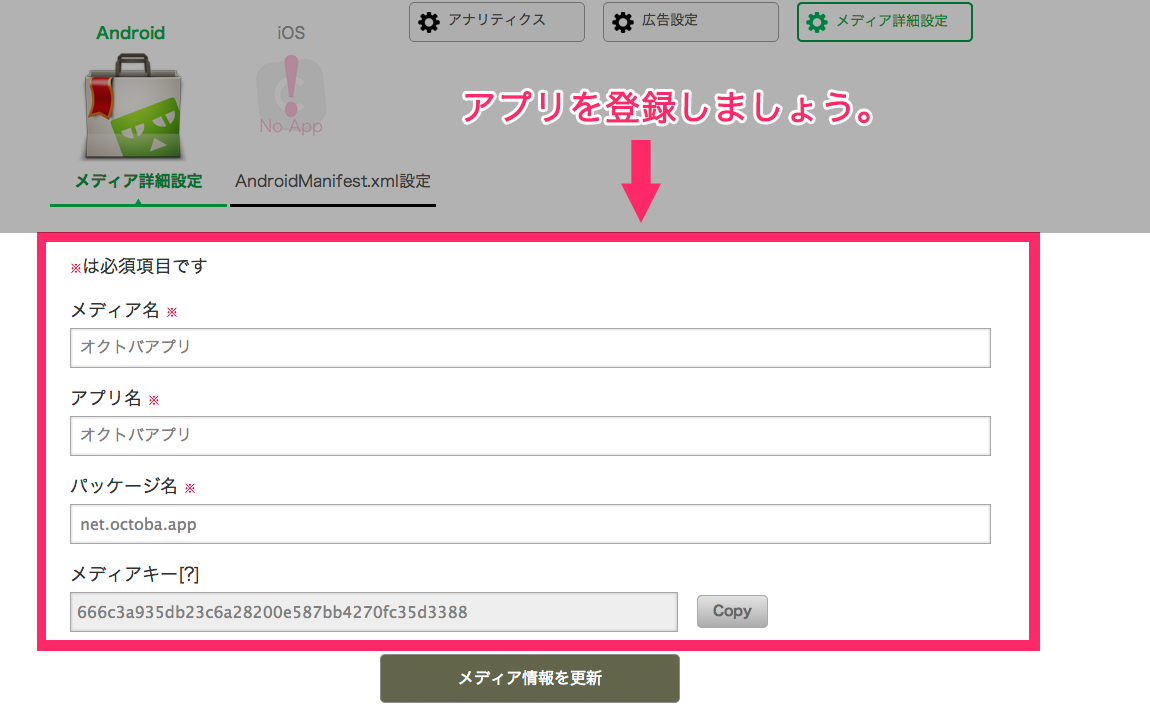 Android
iOS
アナリティクス
広告設定
メディア詳細設定
No App
アプリを登録しましょう。
メディア詳細設定
AndroidManifest.xml設定
※は必須項目です
メディア名 ※
オクトバアプリ
アプリ名 ※
オクトバアプリ
パッケージ名 ※
net.octoba.app
メディアキー[?]
666c3a935db23c6a28200e587bb4270fc35d3388
Copy
メディア情報を更新